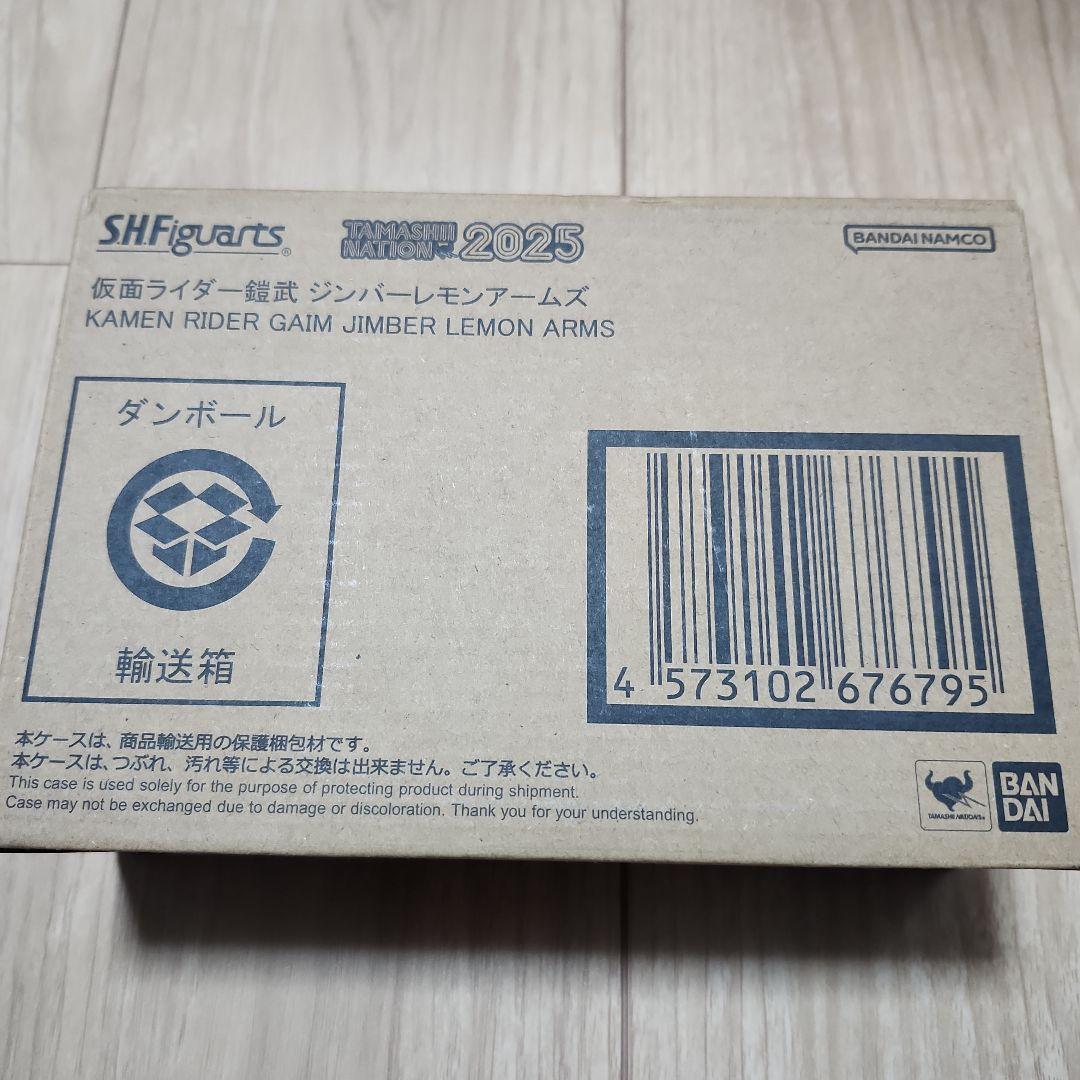 S.H.Figuarts®
TAMASHII NATION 2025
BANDAI NAMCO
仮面ライダー鎧武 ジンバーレモンアームズ
KAMEN RIDER GAIM JIMBER LEMON ARMS
ダンボール
輸送箱
4 573102 676795
本ケースは、商品輸送用の保護梱包材です。
本ケースは、つぶれ、汚れ等による交換は出来ません。ご了承ください。
This case is used solely for the purpose of protecting product during shipment.
Case may not be exchanged due to damage or discoloration. Thank you for your understanding.
TAMASHII NATIONS®
BAN
DAI